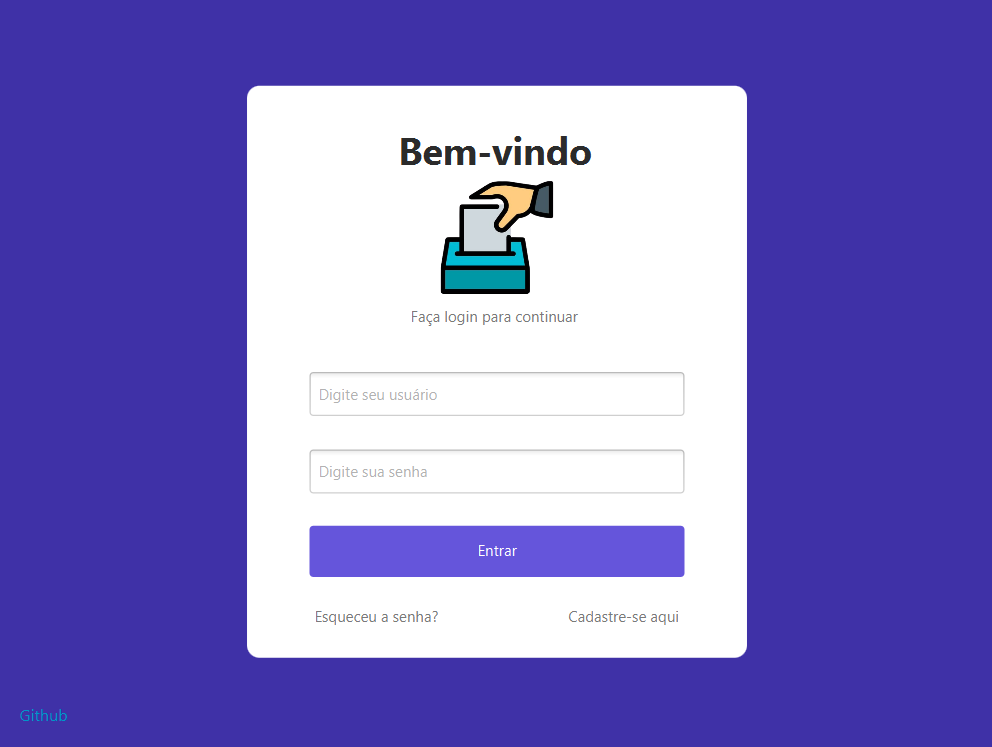 Bem-vindo
Faça login para continuar
Digite seu usuário
Digite sua senha
Entrar
Esqueceu a senha?
Cadastre-se aqui
Github